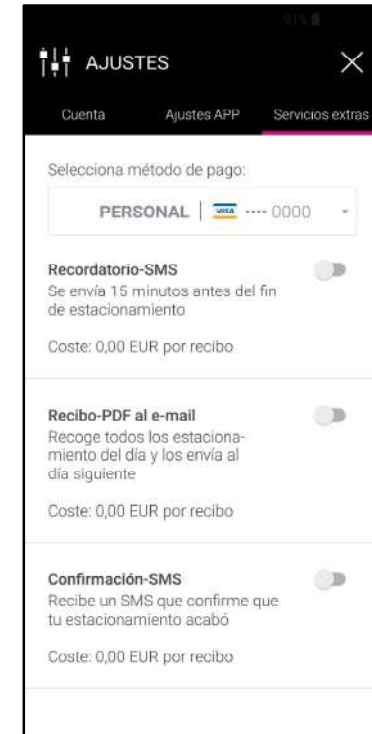 91%
AJUSTES
Cuenta Ajustes APP Servicios extras
Selecciona método de pago:
PERSONAL | VISA ---- 0000
Recordatorio-SMS
Se envía 15 minutos antes del fin
de estacionamiento
Coste: 0,00 EUR por recibo
Recibo-PDF al e-mail
Recoge todos los estaciona-
miento del día y los envía al
día siguiente
Coste: 0,00 EUR por recibo
Confirmación-SMS
Recibe un SMS que confirme que
tu estacionamiento acabó
Coste: 0,00 EUR por recibo